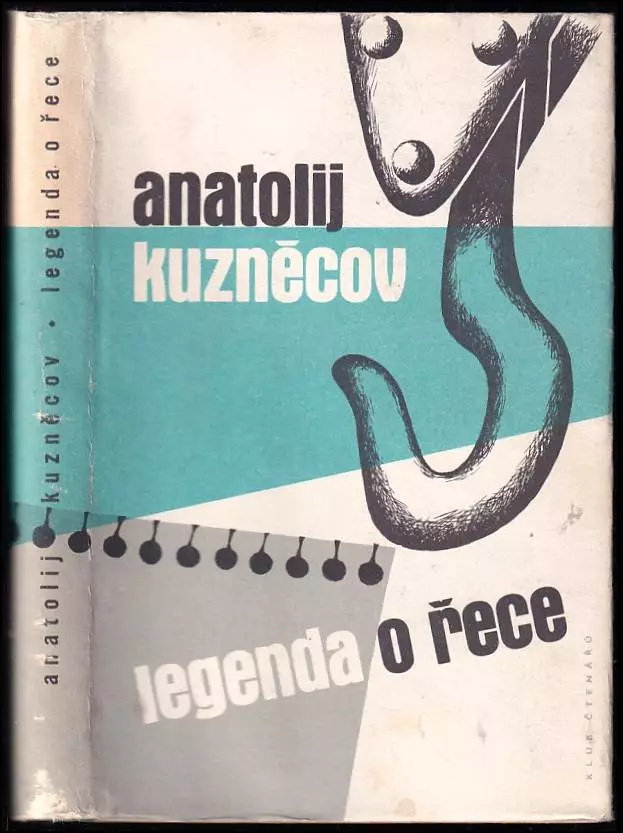 anatolij kuzněcov • legenda o řece
anatolij
kuzněcov
legenda o řece
KLUB ČTENÁŘŮ